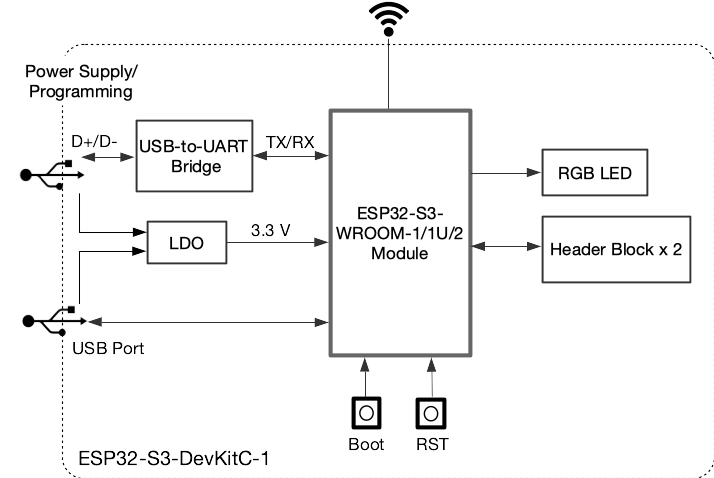 Power Supply/
Programming
D+/D-
USB-to-UART
Bridge
TX/RX
RGB LED
ESP32-S3-
WROOM-1/1U/2
Module
LDO
3.3 V
Header Block x 2
USB Port
Boot
RST
ESP32-S3-DevKitC-1